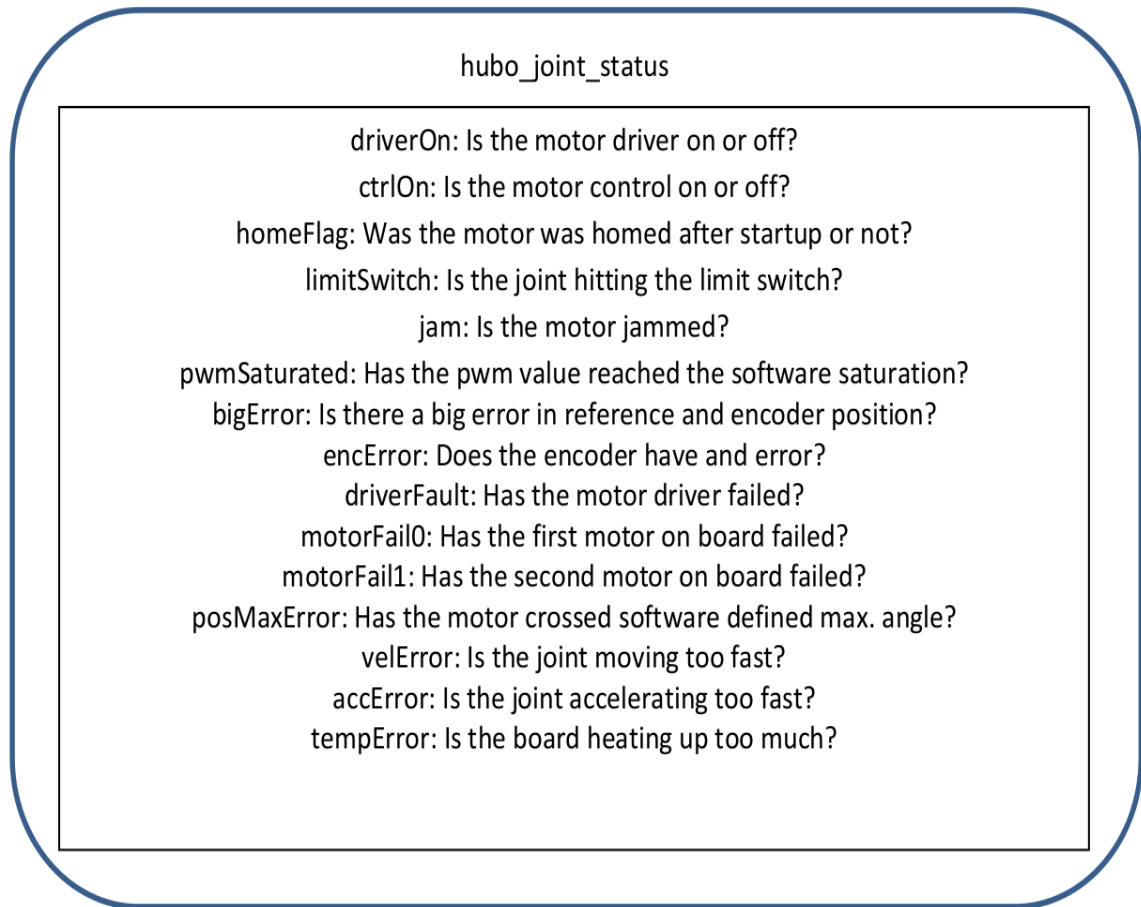 hubo_joint_status
driverOn: Is the motor driver on or off?
ctrlOn: Is the motor control on or off?
homeFlag: Was the motor was homed after startup or not?
limitSwitch: Is the joint hitting the limit switch?
jam: Is the motor jammed?
pwmSaturated: Has the pwm value reached the software saturation?
bigError: Is there a big error in reference and encoder position?
encError: Does the encoder have and error?
driverFault: Has the motor driver failed?
motorFail0: Has the first motor on board failed?
motorFail1: Has the second motor on board failed?
posMaxError: Has the motor crossed software defined max. angle?
velError: Is the joint moving too fast?
accError: Is the joint accelerating too fast?
tempError: Is the board heating up too much?